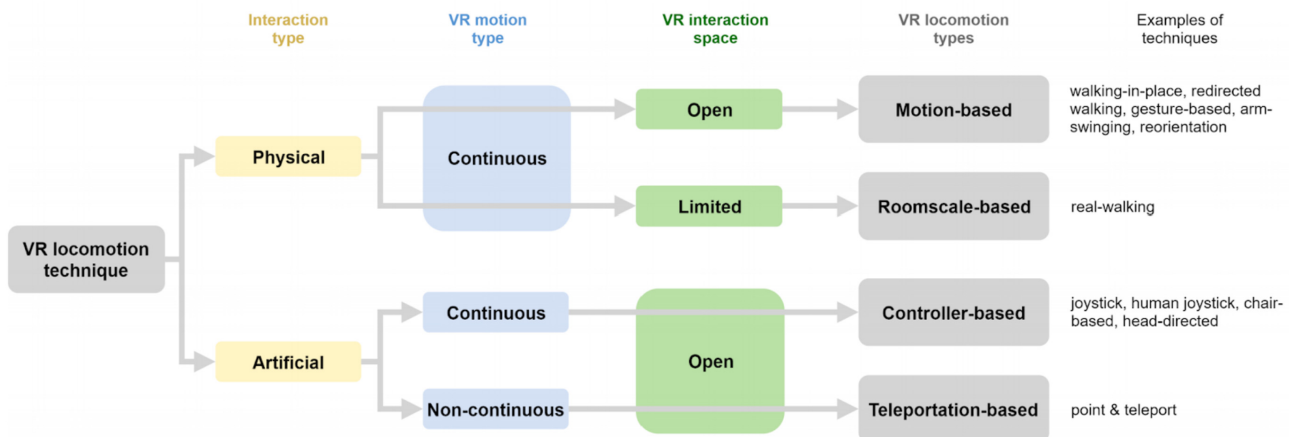 Interaction
type
VR motion
type
VR interaction
space
VR locomotion
types
Examples of
techniques
VR locomotion
technique
Physical
Artificial
Continuous
Continuous
Non-continuous
Open
Limited
Open
Motion-based
Roomscale-based
Controller-based
Teleportation-based
walking-in-place, redirected
walking, gesture-based, arm-
swinging, reorientation
real-walking
joystick, human joystick, chair-
based, head-directed
point & teleport